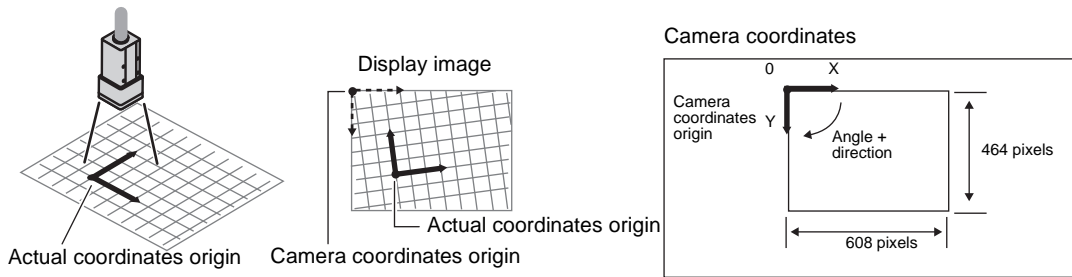 Actual coordinates origin
Display image
Actual coordinates origin
Camera coordinates origin
Camera coordinates
0 X
Camera
coordinates
origin
Y
Angle +
direction
464 pixels
608 pixels